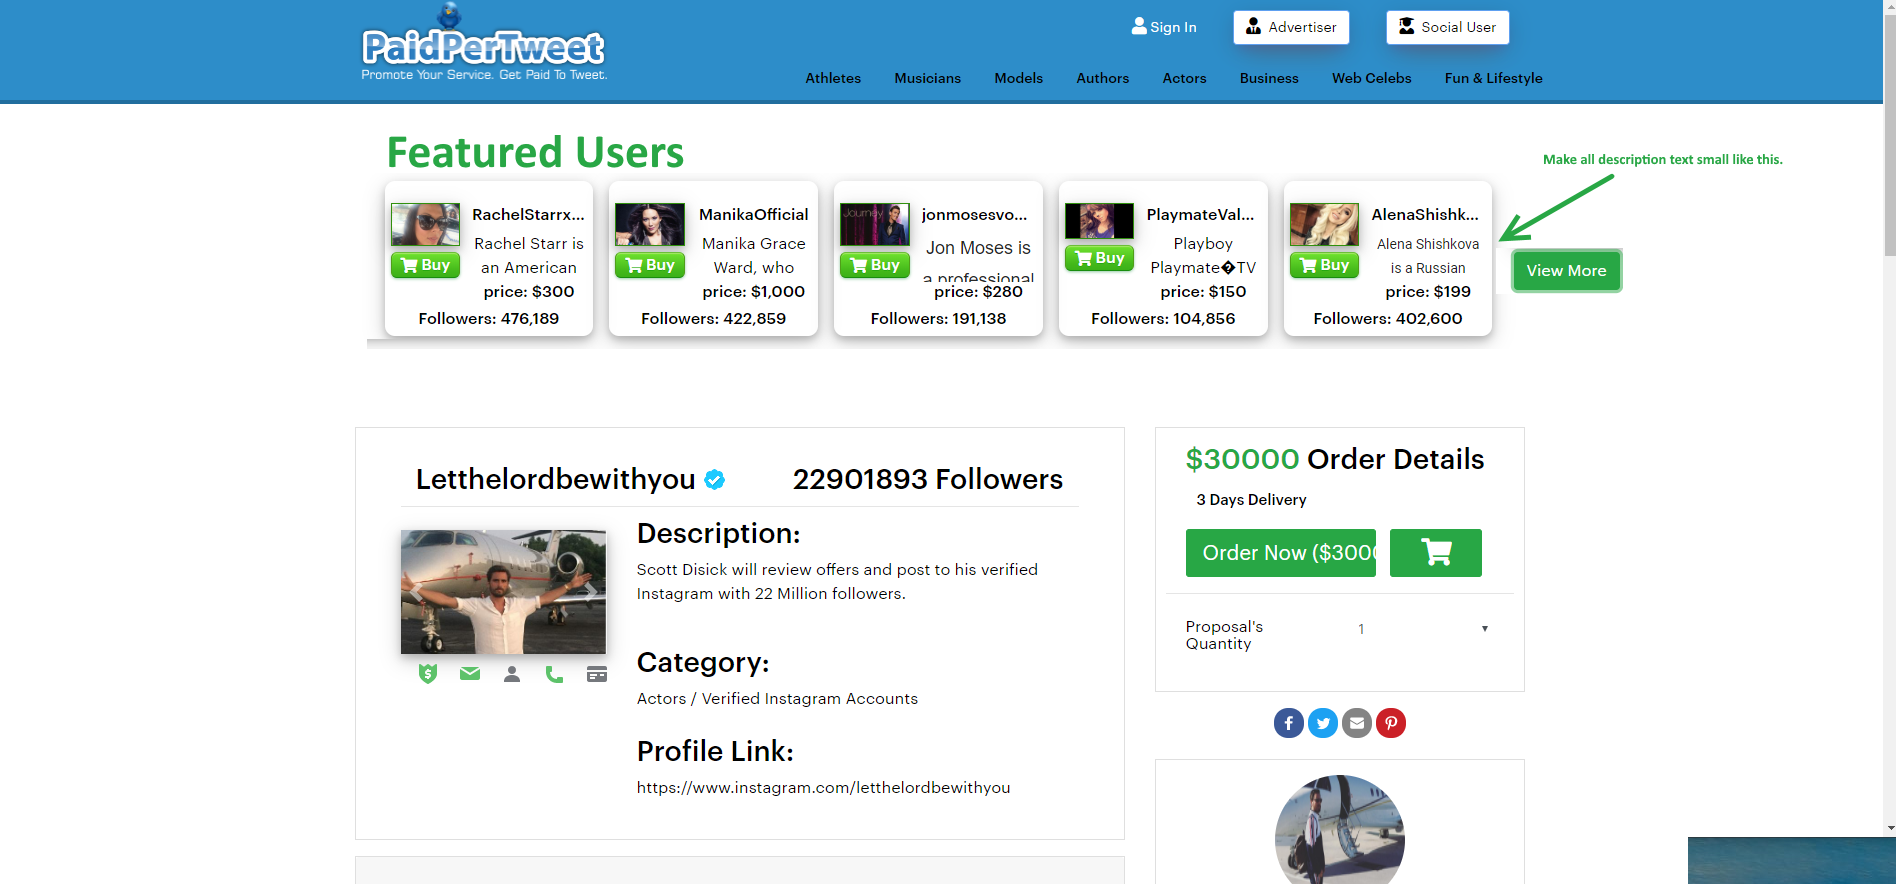 PaidPerTweet
Promote Your Service. Get Paid To Tweet.
Sign In
Advertiser
Social User
Athletes Musicians Models Authors Actors Business Web Celebs Fun & Lifestyle
Featured Users
Make all description text small like this.
RachelStarrx...
Buy
Rachel Starr is
an American
price: $300
Followers: 476,189
ManikaOfficial
Buy
Manika Grace
Ward, who
price: $1,000
Followers: 422,859
Journey
jonmosesvo...
Buy
Jon Moses is
a professional
price: $280
Followers: 191,138
PlaymateVal...
Buy
Playboy
Playmate�TV
price: $150
Followers: 104,856
AlenaShishk...
Buy
Alena Shishkova
is a Russian
price: $199
Followers: 402,600
View More
Letthelordbewithyou
22901893 Followers
Description:
Scott Disick will review offers and post to his verified
Instagram with 22 Million followers.
Category:
Actors / Verified Instagram Accounts
Profile Link:
https://www.instagram.com/letthelordbewithyou
$30000 Order Details
3 Days Delivery
Order Now ($3000
Proposal's
Quantity
1